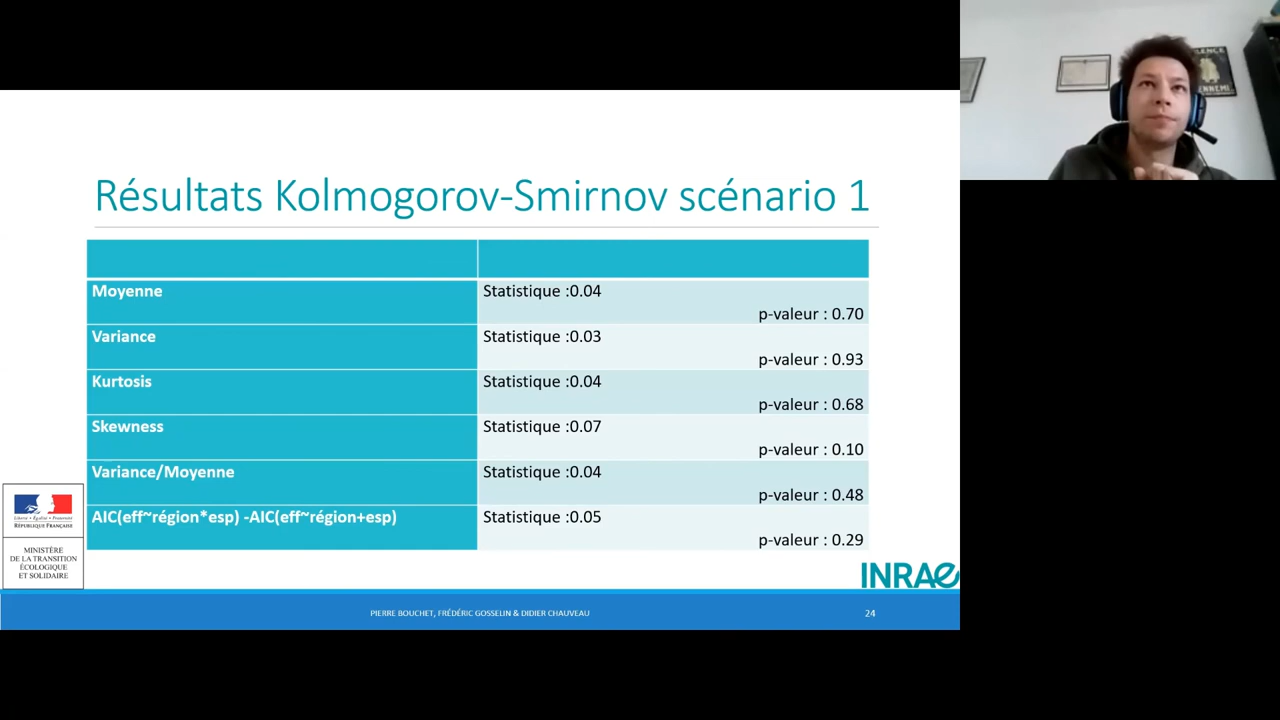 Résultats Kolmogorov-Smirnov scénario 1
Moyenne
Statistique :0.04
p-valeur : 0.70
Variance
Statistique :0.03
p-valeur : 0.93
Kurtosis
Statistique :0.04
p-valeur : 0.68
Skewness
Statistique :0.07
p-valeur : 0.10
Variance/Moyenne
Statistique :0.04
p-valeur : 0.48
AIC(eff~région*esp) -AIC(eff~région+esp)
Statistique :0.05
p-valeur : 0.29
Liberté • Égalité • Fraternité
RÉPUBLIQUE FRANÇAISE
MINISTÈRE
DE LA TRANSITION
ÉCOLOGIQUE
ET SOLIDAIRE
INRAE
PIERRE BOUCHET, FRÉDÉRIC GOSSELIN & DIDIER CHAUVEAU
24